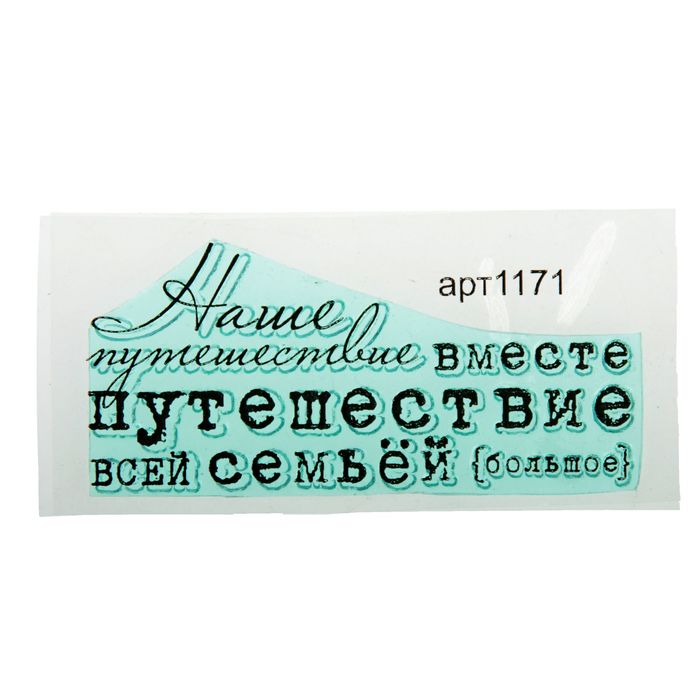 арт1171
Наше
путешествие вместе
путешествие
ВСЕЙ семьёй {большое}